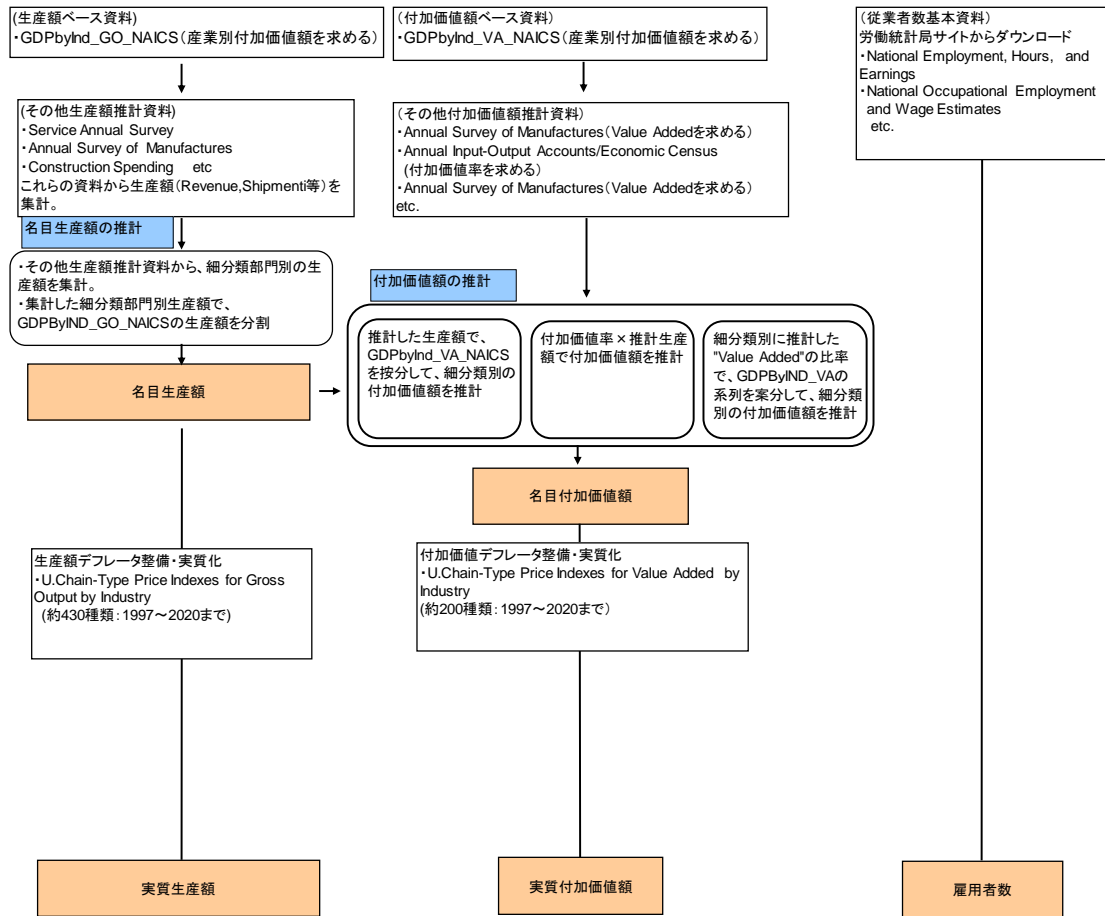 (生産額ベース資料)
・GDPbyInd_GO_NAICS（産業別付加価値額を求める）
(その他生産額推計資料)
・Service Annual Survey
・Annual Survey of Manufactures
・Construction Spending etc
これらの資料から生産額（Revenue,Shipmenti等）を
集計。
名目生産額の推計
・その他生産額推計資料から、細分類部門別の生
産額を集計。
・集計した細分類部門別生産額で、
GDPByIND_GO_NAICSの生産額を分割
名目生産額
生産額デフレータ整備・実質化
・U.Chain-Type Price Indexes for Gross
Output by Industry
(約430種類：1997～2020まで)
実質生産額
（付加価値額ベース資料）
・GDPbyInd_VA_NAICS（産業別付加価値額を求める）
（その他付加価値額推計資料）
・Annual Survey of Manufactures（Value Addedを求める）
・Annual Input-Output Accounts/Economic Census
(付加価値率を求める）
・Annual Survey of Manufactures（Value Addedを求める）
etc.
付加価値額の推計
推計した生産額で、
GDPbyInd_VA_NAICS
を按分して、細分類別の
付加価値額を推計
付加価値率×推計生産
額で付加価値額を推計
細分類別に推計した
"Value Added"の比率
で、GDPByIND_VAの
系列を案分して、細分類
別の付加価値額を推計
名目付加価値額
付加価値デフレータ整備・実質化
・U.Chain-Type Price Indexes for Value Added by
Industry
(約200種類：1997～2020まで）
実質付加価値額
（従業者数基本資料）
労働統計局サイトからダウンロード
・National Employment, Hours, and
Earnings
・National Occupational Employment
and Wage Estimates
etc.
雇用者数